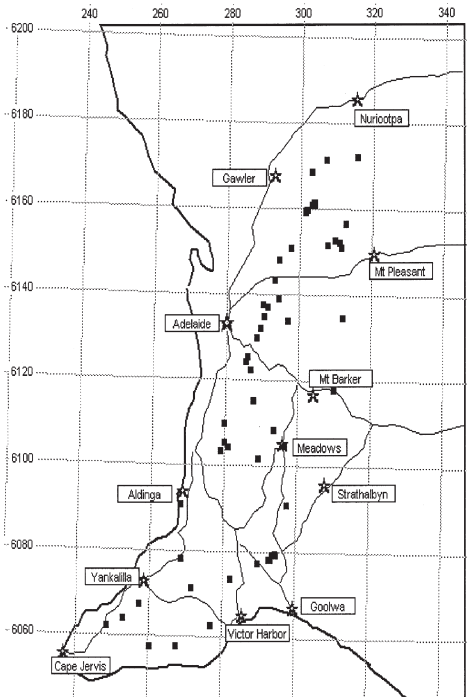 240 260 280 300 320 340
6200
6180
Nuriootpa
Gawler
6160
Mt Pleasant
6140
Adelaide
6120
Mt Barker
6100
Meadows
Aldinga
Strathalbyn
6080
Yankalilla
Goolwa
6060
Victor Harbor
Cape Jervis